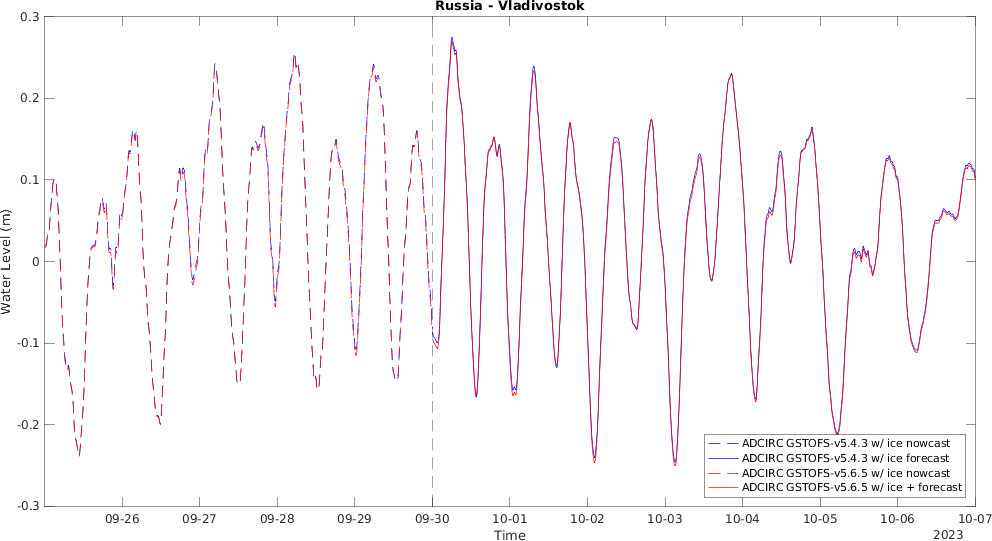 Russia - Vladivostok
0.3
0.2
0.1
0
-0.1
-0.2
-0.3
Water Level (m)
ADCIRC GSTOFS-v5.4.3 w/ ice nowcast
ADCIRC GSTOFS-v5.4.3 w/ ice forecast
ADCIRC GSTOFS-v5.6.5 w/ ice nowcast
ADCIRC GSTOFS-v5.6.5 w/ ice + forecast
09-26 09-27 09-28 09-29 09-30 10-01 10-02 10-03 10-04 10-05 10-06 10-07
Time
2023